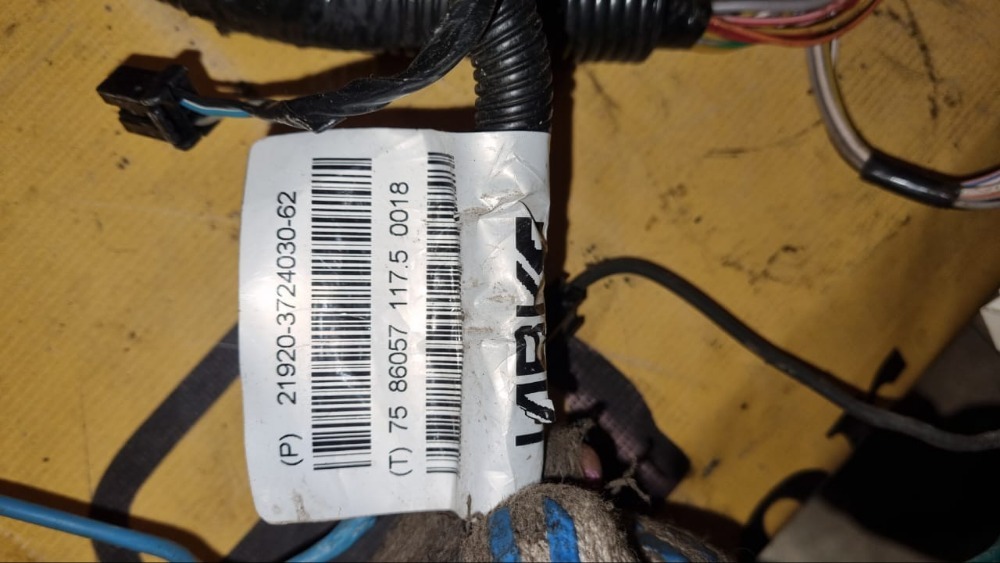 (P) 21920-3724030-62
(T) 75 86057 117.5 0018